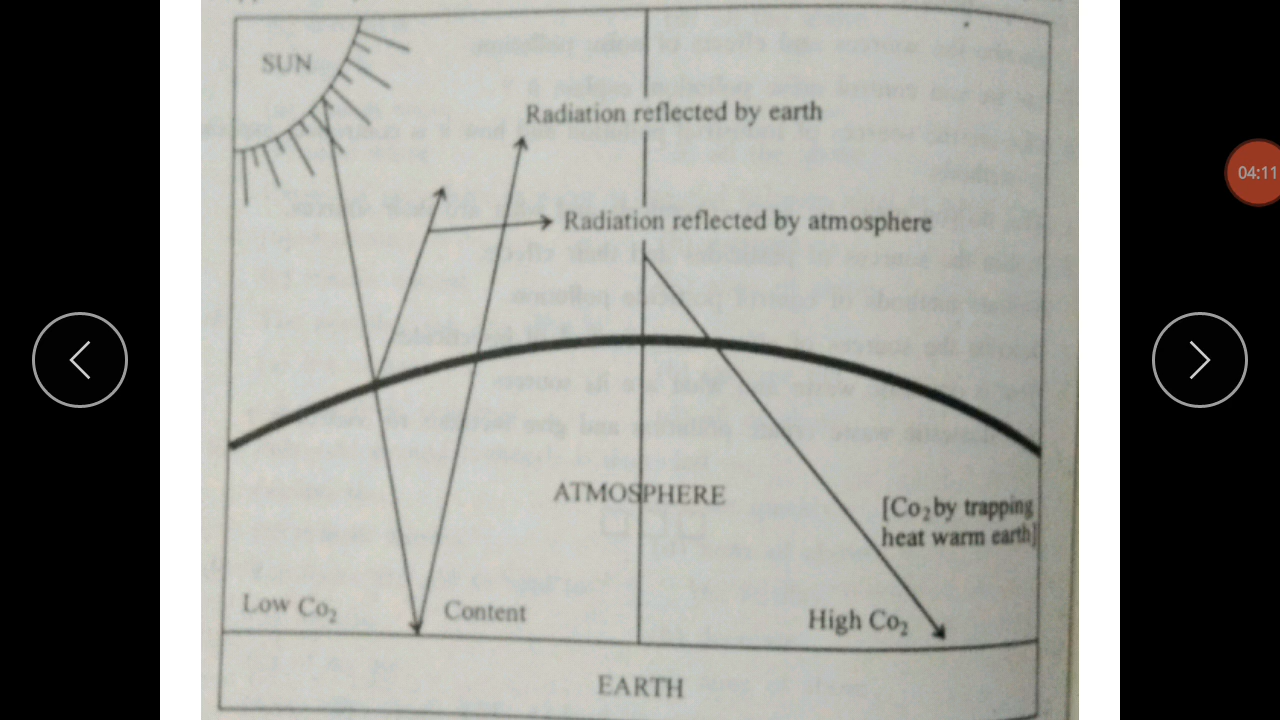 SUN
Radiation reflected by earth
Radiation reflected by atmosphere
ATMOSPHERE
[Co₂ by trapping
heat warm earth]
Low Co₂
Content
High Co₂
EARTH
04:11